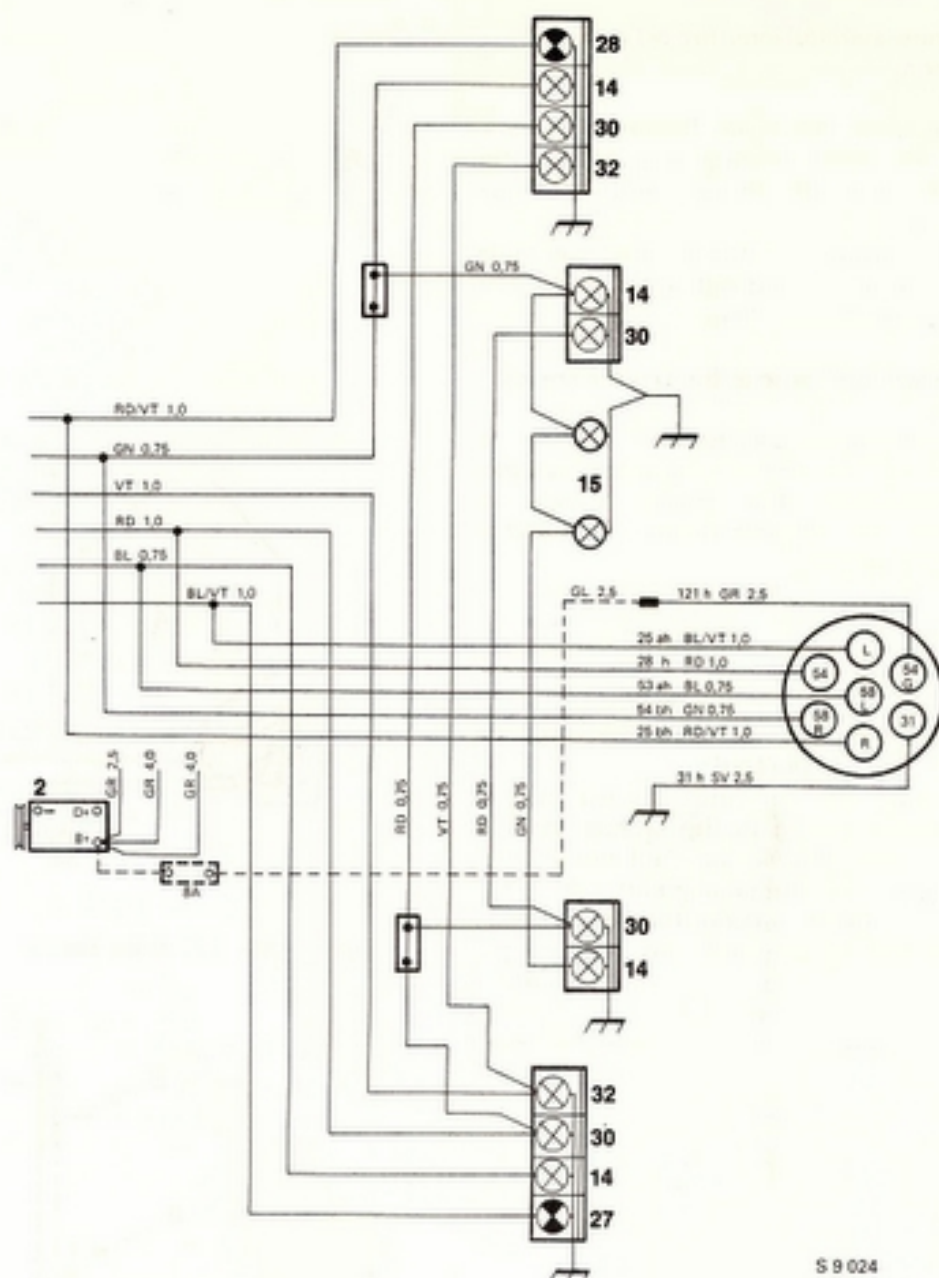 28
14
30
32
GN 0,75
14
30
RD/VT 1,0
GN 0,75
VT 1,0
15
RD 1,0
BL 0,75
BL/VT 1,0
GL 2,5
121 h GR 2,5
25 ah BL/VT 1,0
L
28 h RD 1,0
54
54 G
53 ah BL 0,75
58 L
54 bh GN 0,75
58 R
31
25 bh RD/VT 1,0
R
31 h SV 2,5
2
GR 2,5
GR 4,0
GR 4,0
D+
B+
8A
RD 0,75
VT 0,75
RD 0,75
GN 0,75
30
14
32
30
14
27
S 9 024